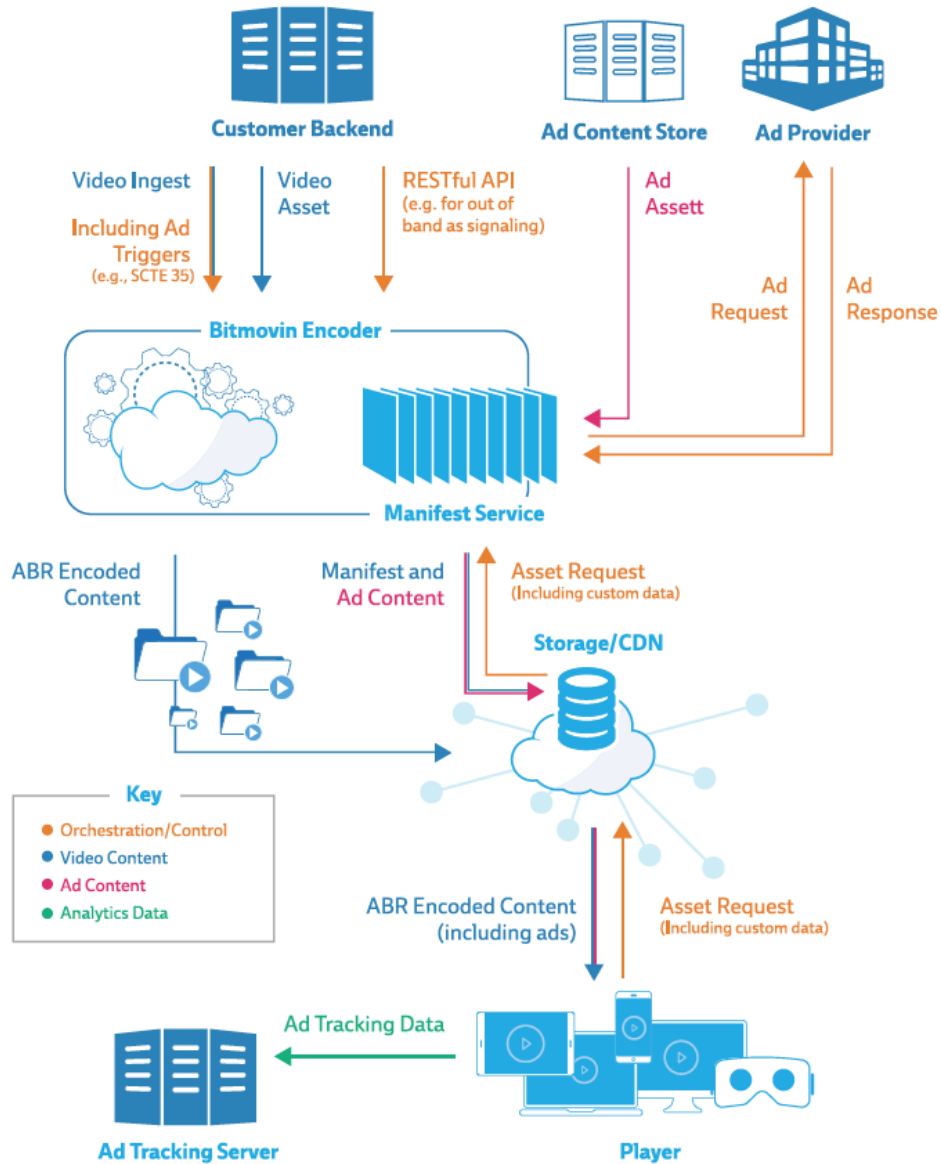 Customer Backend
Ad Content Store
Ad Provider
Video Ingest
Including Ad
Triggers
(e.g., SCTE 35)
Video
Asset
RESTful API
(e.g. for out of
band as signaling)
Ad
Assett
Ad
Request
Ad
Response
Bitmovin Encoder
Manifest Service
ABR Encoded
Content
Manifest and
Ad Content
Asset Request
(Including custom data)
Storage/CDN
Key
Orchestration/Control
Video Content
Ad Content
Analytics Data
ABR Encoded Content
(including ads)
Asset Request
(Including custom data)
Ad Tracking Data
Ad Tracking Server
Player